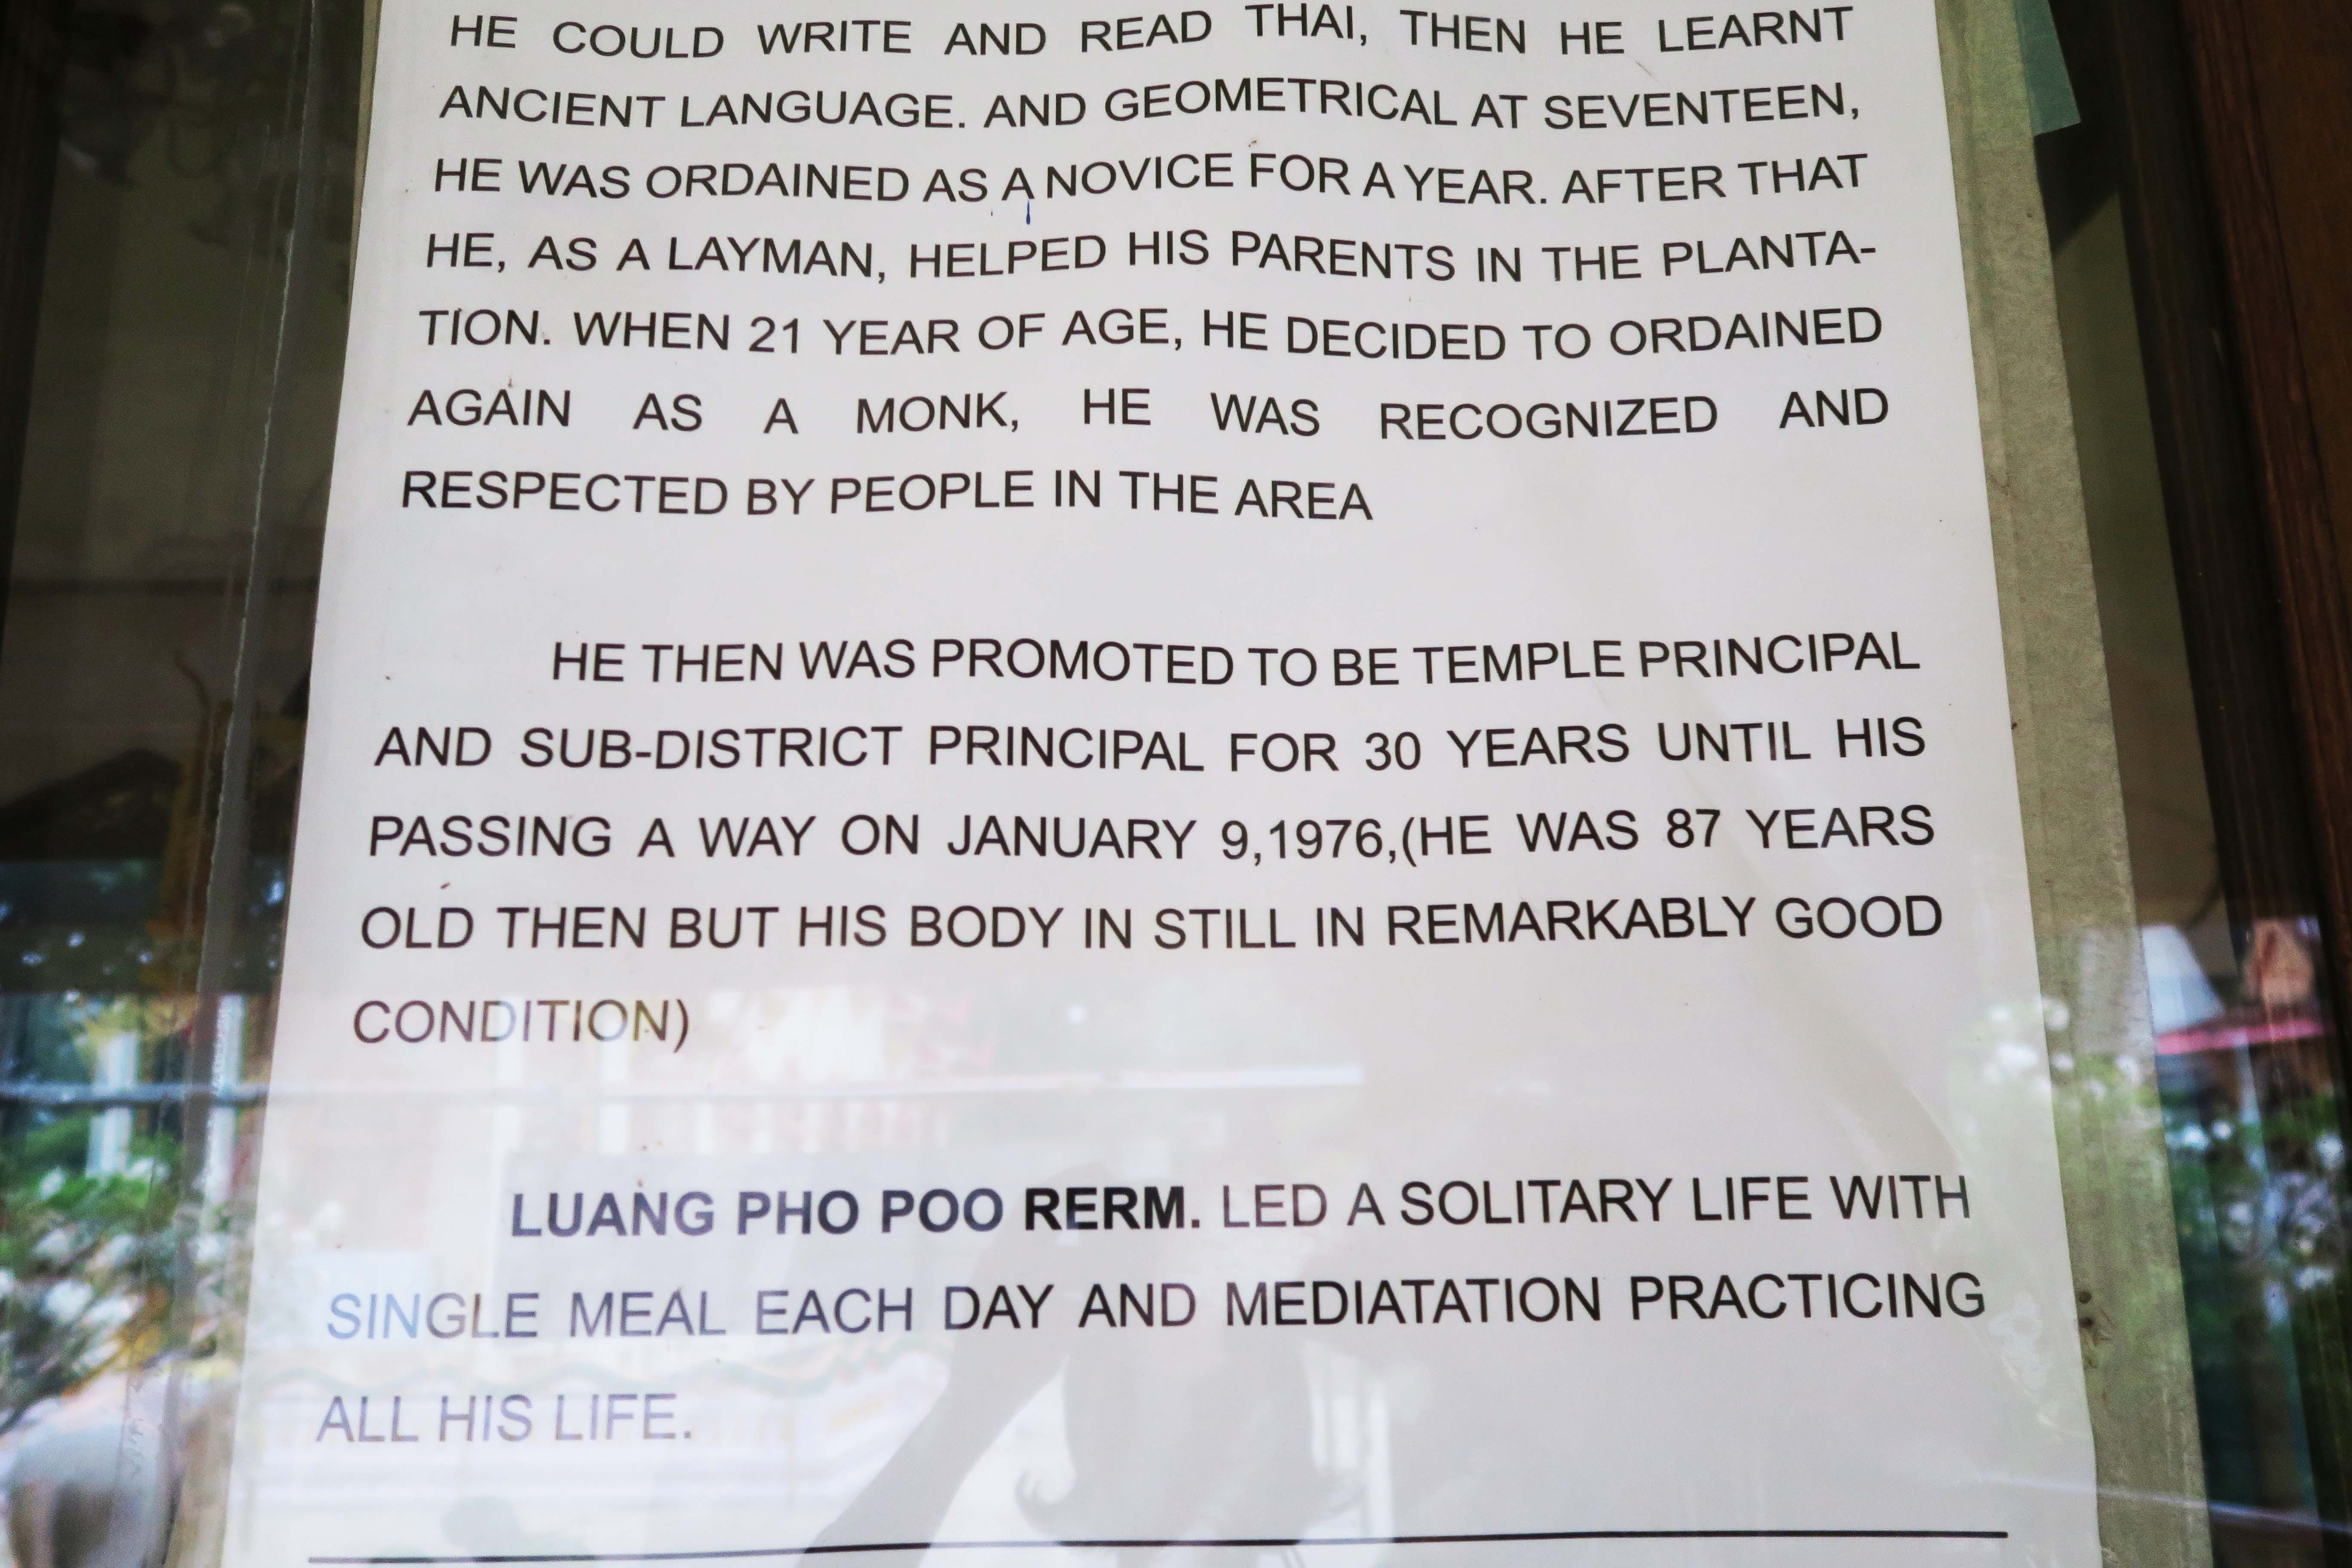 HE COULD WRITE AND READ THAI, THEN HE LEARNT
ANCIENT LANGUAGE. AND GEOMETRICAL AT SEVENTEEN,
HE WAS ORDAINED AS A NOVICE FOR A YEAR. AFTER THAT
HE, AS A LAYMAN, HELPED HIS PARENTS IN THE PLANTA-
TION. WHEN 21 YEAR OF AGE, HE DECIDED TO ORDAINED
AGAIN AS A MONK, HE WAS RECOGNIZED AND
RESPECTED BY PEOPLE IN THE AREA
HE THEN WAS PROMOTED TO BE TEMPLE PRINCIPAL
AND SUB-DISTRICT PRINCIPAL FOR 30 YEARS UNTIL HIS
PASSING A WAY ON JANUARY 9,1976,(HE WAS 87 YEARS
OLD THEN BUT HIS BODY IN STILL IN REMARKABLY GOOD
CONDITION)
LUANG PHO POO RERM. LED A SOLITARY LIFE WITH
SINGLE MEAL EACH DAY AND MEDIATATION PRACTICING
ALL HIS LIFE.